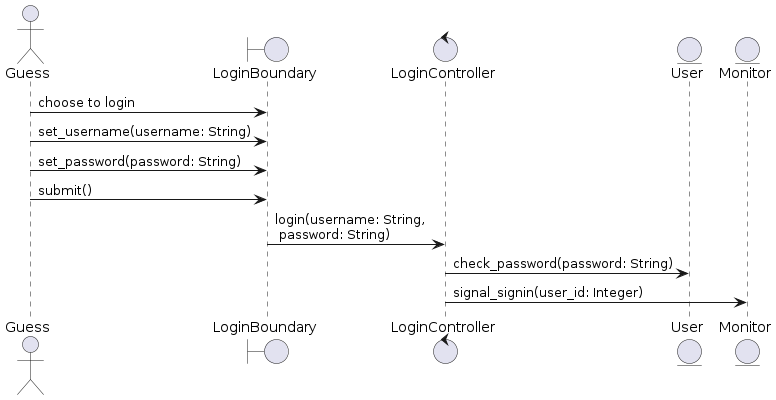 Guess
LoginBoundary
LoginController
User
Monitor
choose to login
set_username(username: String)
set_password(password: String)
submit()
login(username: String,
password: String)
check_password(password: String)
signal_signin(user_id: Integer)
Guess
LoginBoundary
LoginController
User
Monitor